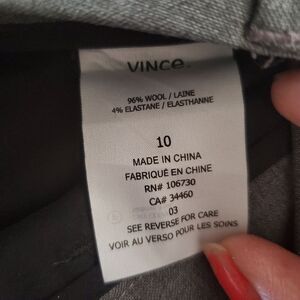 VINCE.
96% WOOL / LAINE
4% ELASTANE / ELASTHANNE
10
MADE IN CHINA
FABRIQUÉ EN CHINE
RN# 106730
CA# 34460
03
SEE REVERSE FOR CARE
VOIR AU VERSO POUR LES SOINS